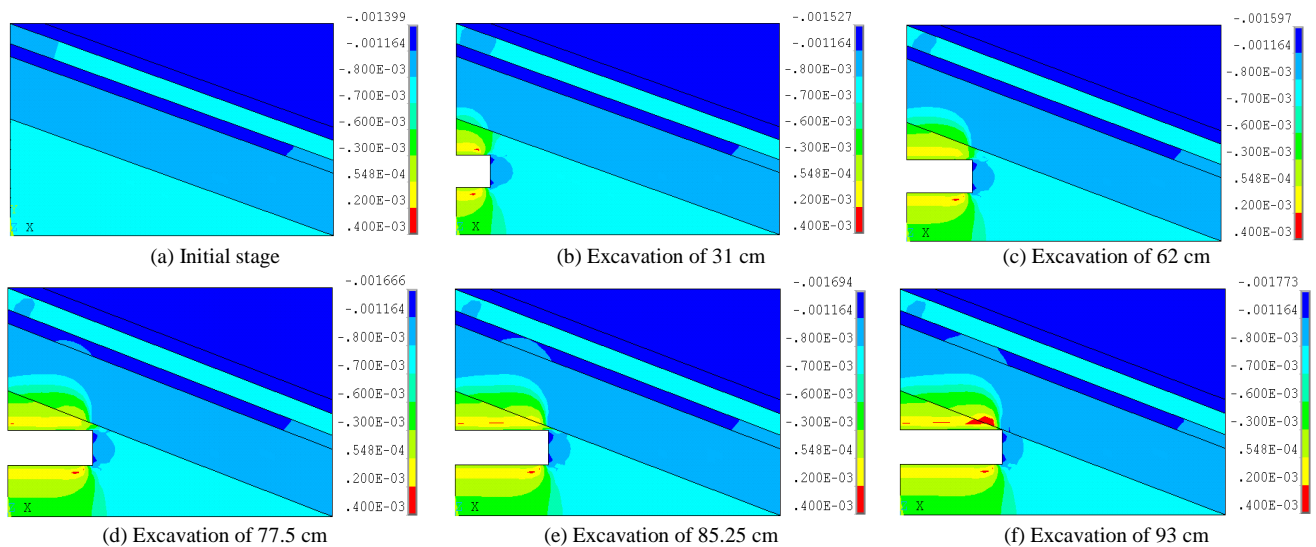 -.001399
-.001164
-.800E-03
-.700E-03
-.600E-03
-.300E-03
.548E-04
.200E-03
.400E-03
X
(a) Initial stage
-.001527
-.001164
-.800E-03
-.700E-03
-.600E-03
-.300E-03
.548E-04
.200E-03
.400E-03
X
(b) Excavation of 31 cm
-.001597
-.001164
-.800E-03
-.700E-03
-.600E-03
-.300E-03
.548E-04
.200E-03
.400E-03
X
(c) Excavation of 62 cm
-.001666
-.001164
-.800E-03
-.700E-03
-.600E-03
-.300E-03
.548E-04
.200E-03
.400E-03
X
(d) Excavation of 77.5 cm
-.001694
-.001164
-.800E-03
-.700E-03
-.600E-03
-.300E-03
.548E-04
.200E-03
.400E-03
X
(e) Excavation of 85.25 cm
-.001773
-.001164
-.800E-03
-.700E-03
-.600E-03
-.300E-03
.548E-04
.200E-03
.400E-03
X
(f) Excavation of 93 cm